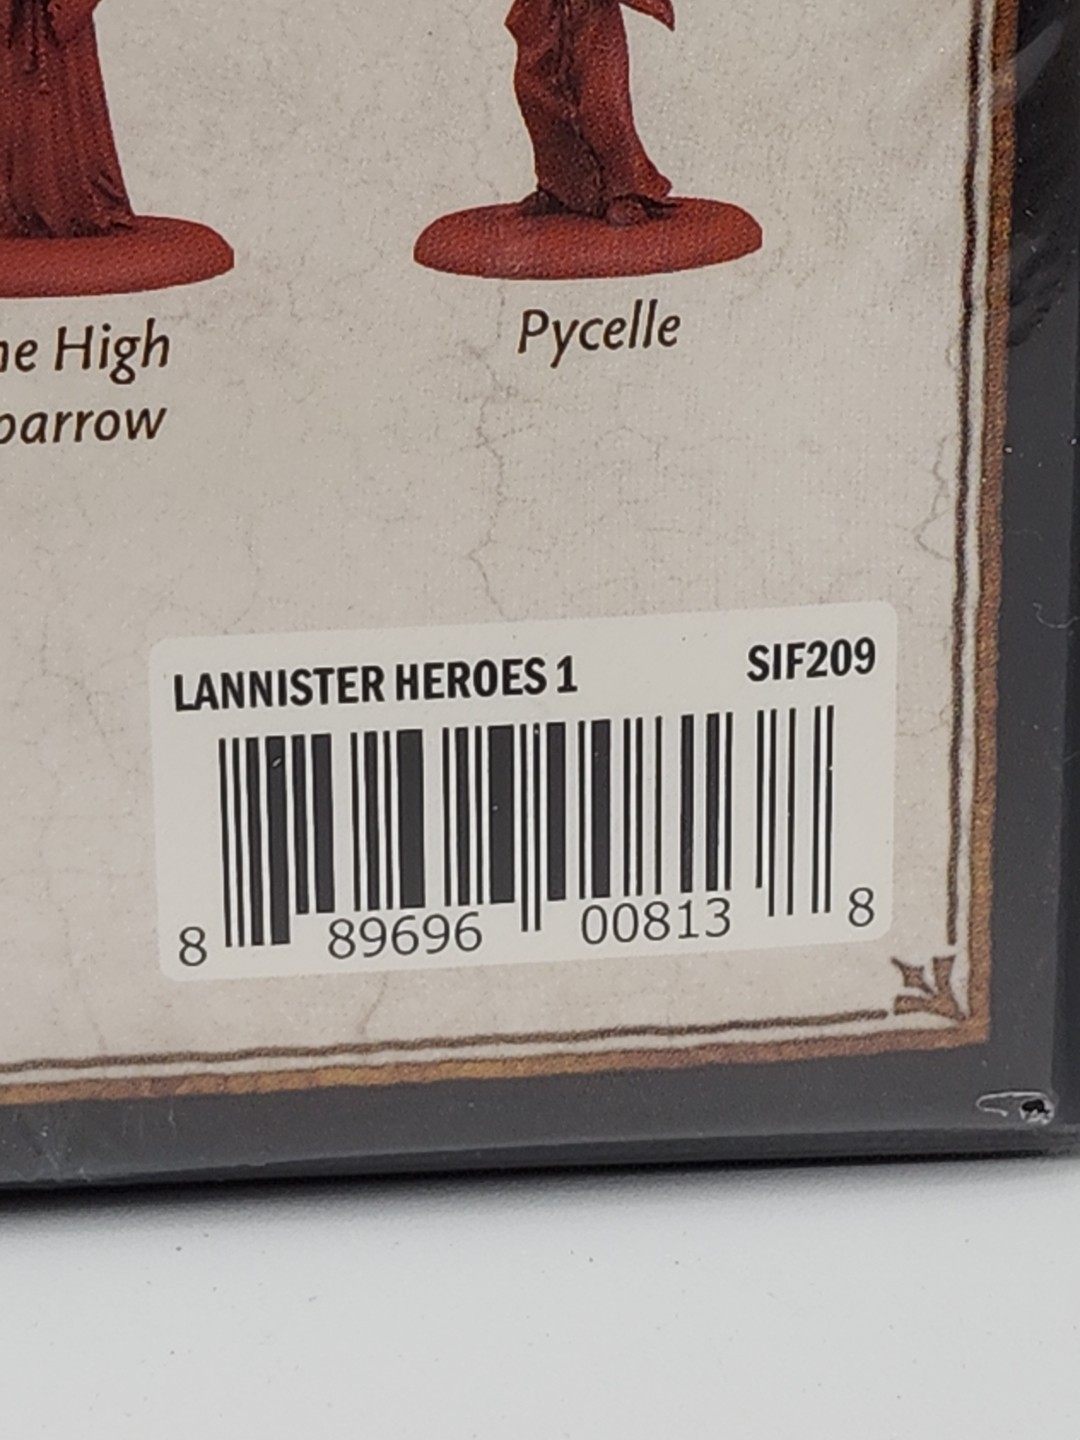 he High
parrow
Pycelle
LANNISTER HEROES 1
SIF209
8 89696 00813 8